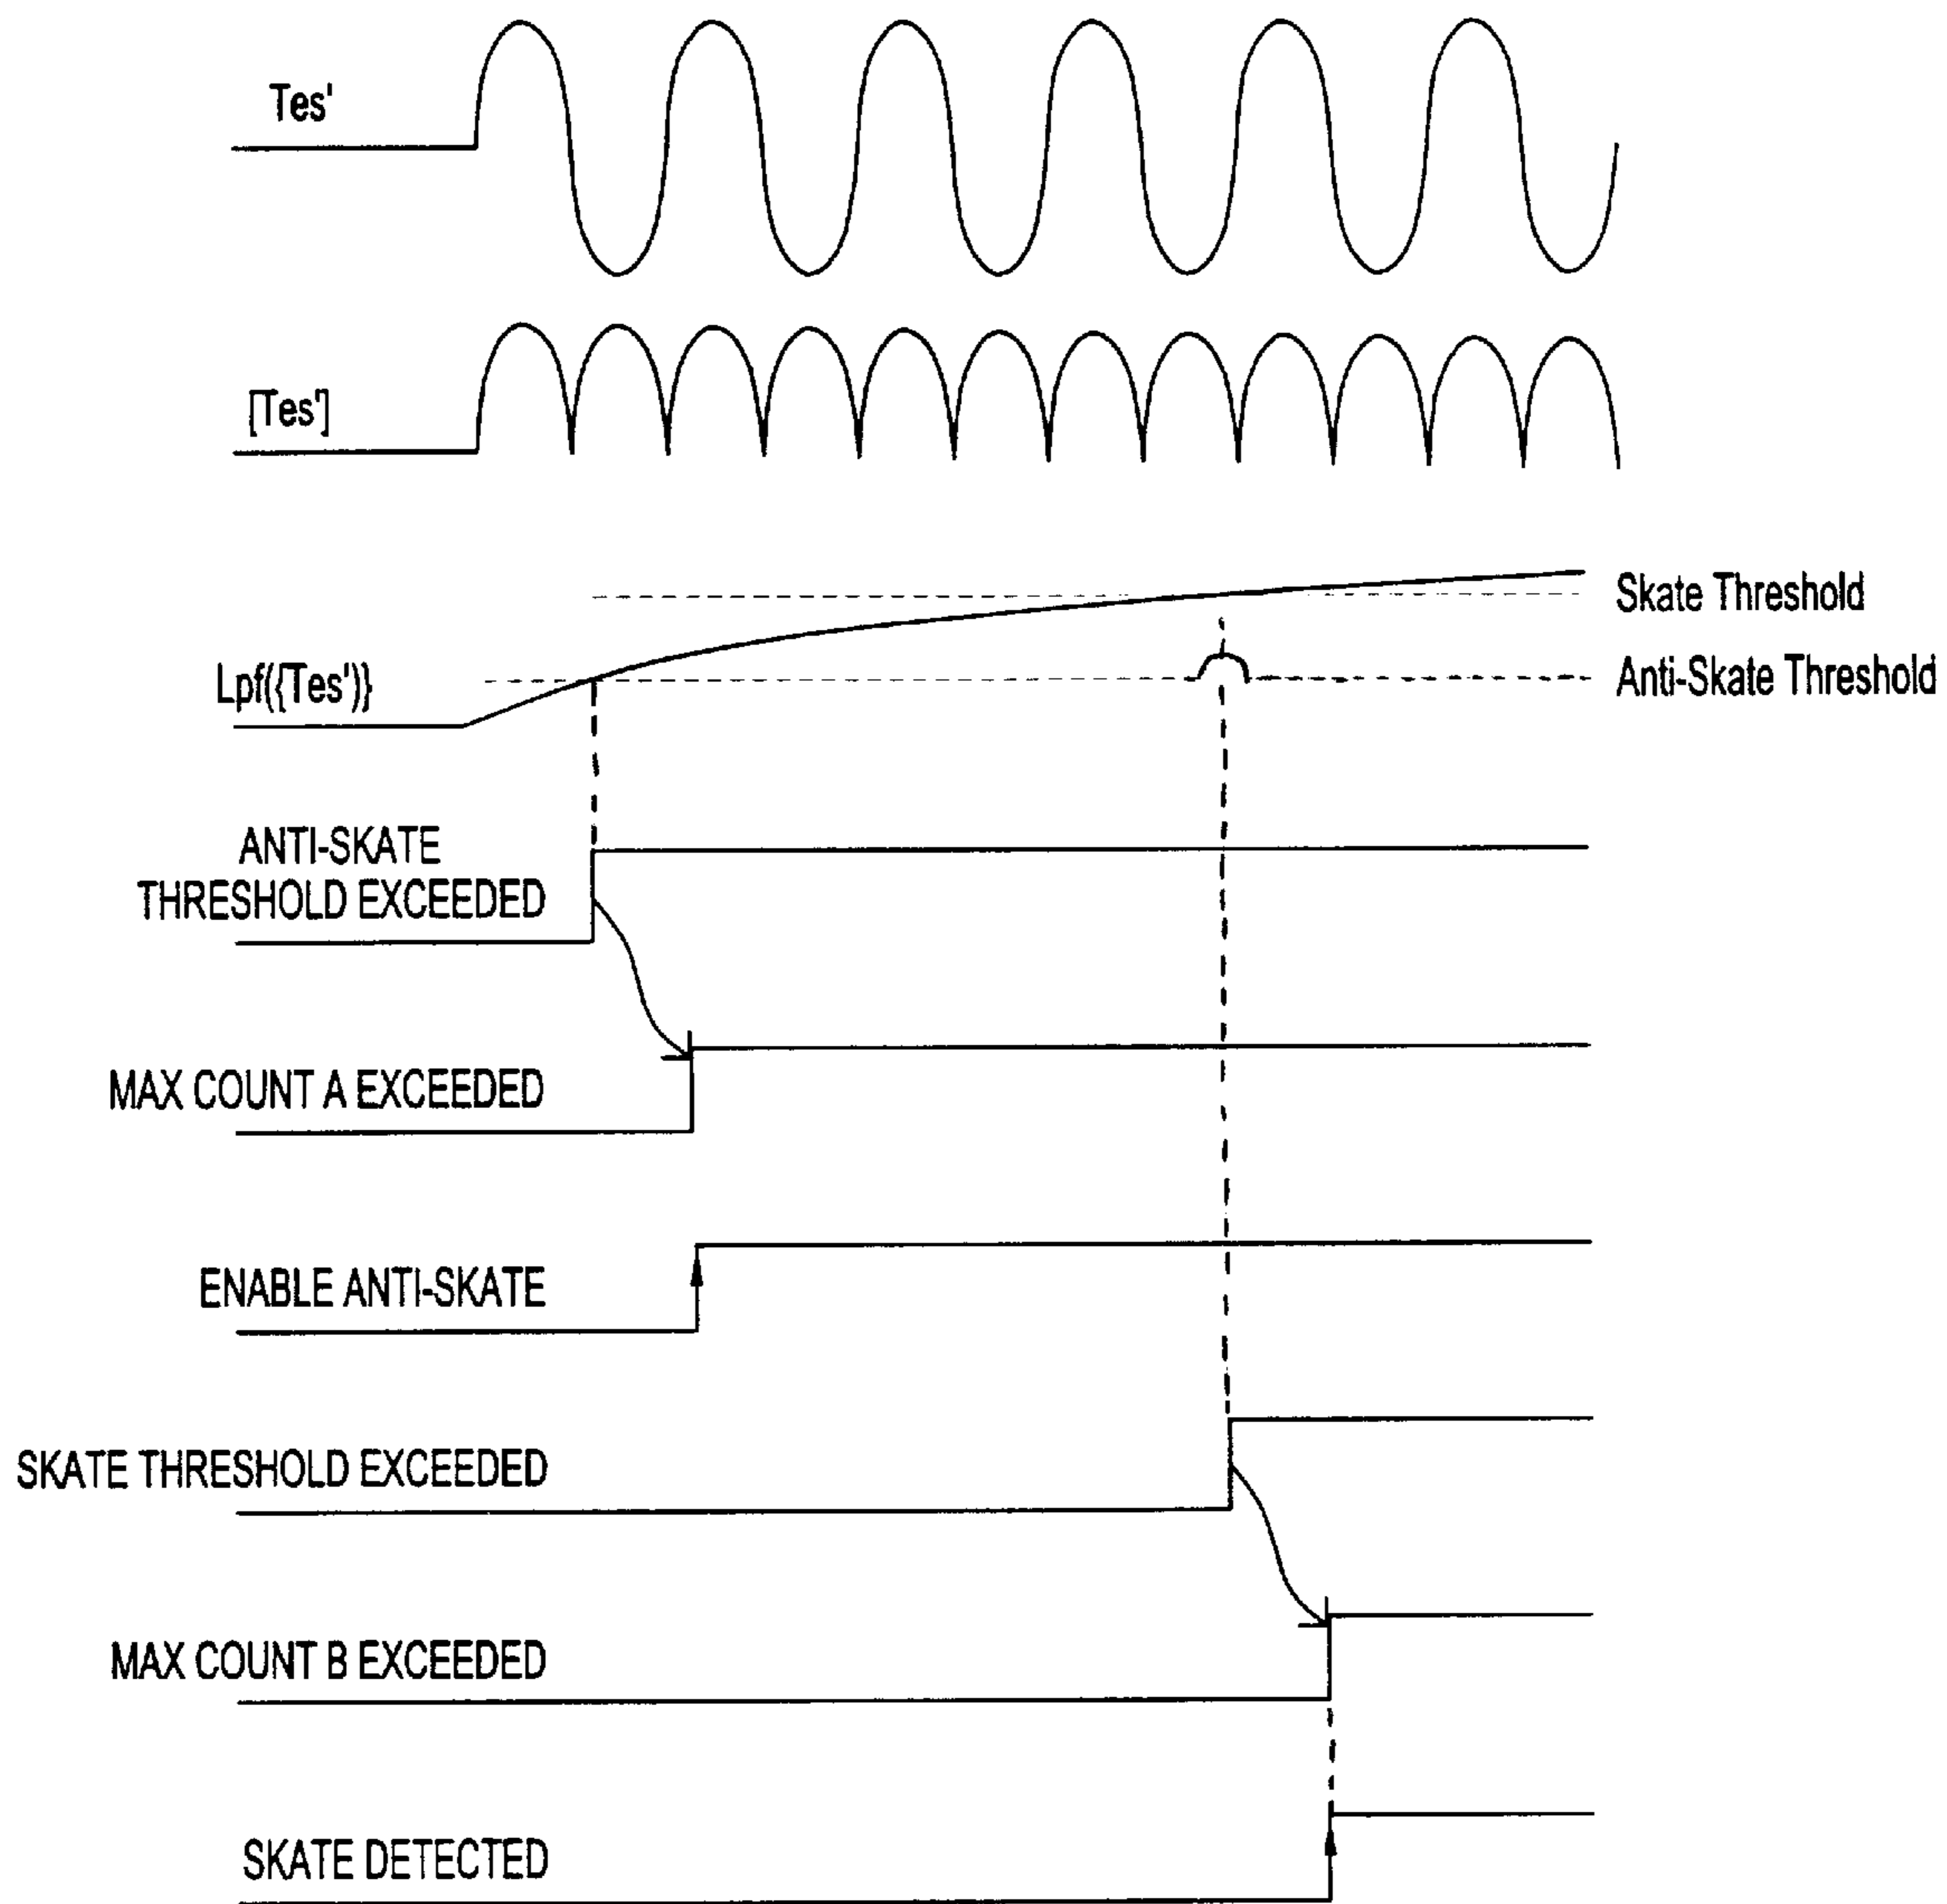 Tes'
[Tes']
Skate Threshold
Lpf({Tes')}
Anti-Skate Threshold
ANTI-SKATE
THRESHOLD EXCEEDED
MAX COUNT A EXCEEDED
ENABLE ANTI-SKATE
SKATE THRESHOLD EXCEEDED
MAX COUNT B EXCEEDED
SKATE DETECTED